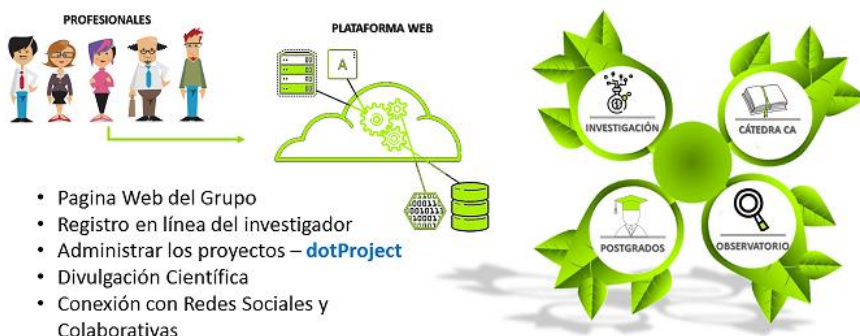 PROFESIONALES
PLATAFORMA WEB
A
INVESTIGACIÓN
CÁTEDRA CA
POSTGRADOS
OBSERVATORIO
• Pagina Web del Grupo
• Registro en línea del investigador
• Administrar los proyectos – dotProject
• Divulgación Científica
• Conexión con Redes Sociales y
Colaborativas